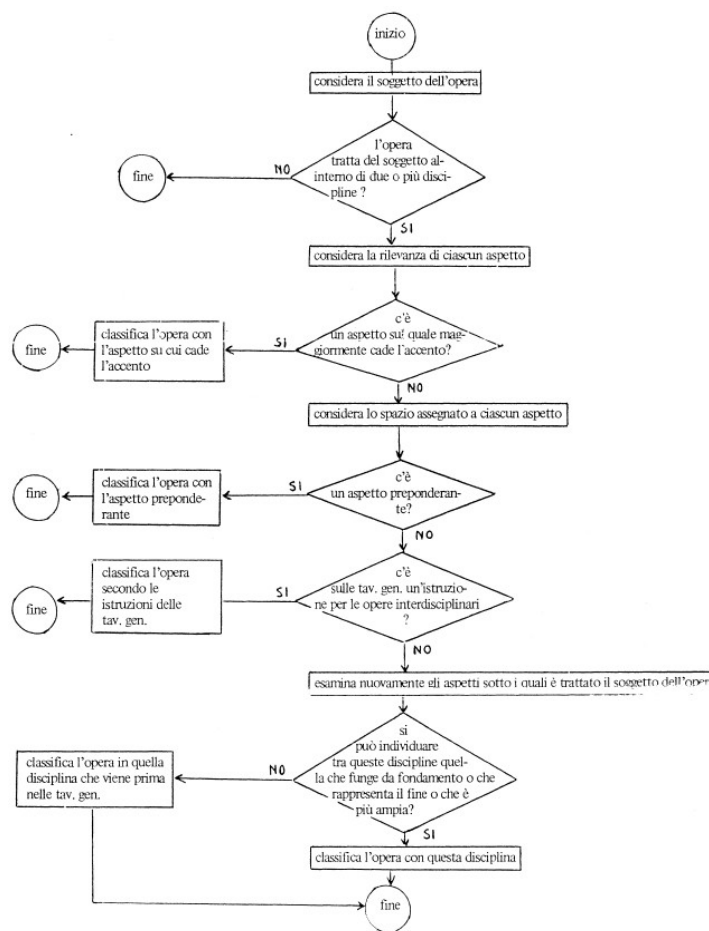 inizio
considera il soggetto dell'opera
l'opera
tratta del soggetto al-
interno di due o più disci-
pline ?
NO
fine
SI
considera la rilevanza di ciascun aspetto
c'è
un aspetto sul quale mag-
giormente cade l'accento?
SI
classifica l'opera con
l'aspetto su cui cade
l'accento
fine
NO
considera lo spazio assegnato a ciascun aspetto
c'è
un aspetto preponderan-
te?
SI
classifica l'opera con
l'aspetto preponde-
rante
fine
NO
c'è
sulle tav. gen. un'istruzio-
ne per le opere interdisciplinari
?
SI
classifica l'opera
secondo le
istruzioni delle
tav. gen.
fine
NO
esamina nuovamente gli aspetti sotto i quali è trattato il soggetto dell'oper
si
può individuare
tra queste discipline quel-
la che funge da fondamento o che
rappresenta il fine o che è
più ampia?
NO
classifica l'opera in quella
disciplina che viene prima
nelle tav. gen.
SI
classifica l'opera con questa disciplina
fine